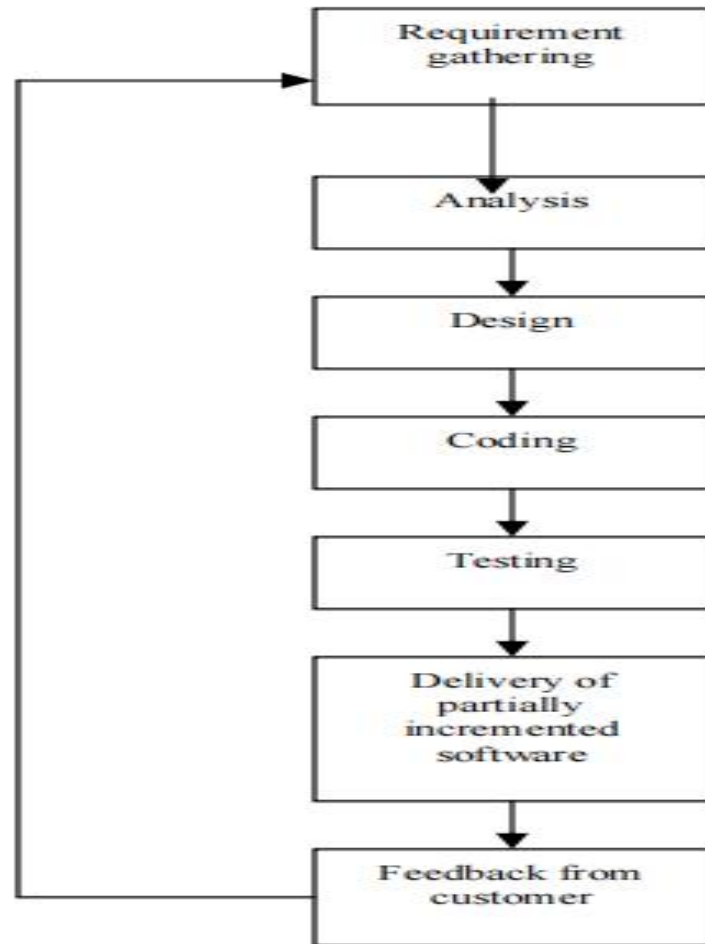 Requirement
gathering
Analysis
Design
Coding
Testing
Delivery of
partially
incremented
software
Feedback from
customer